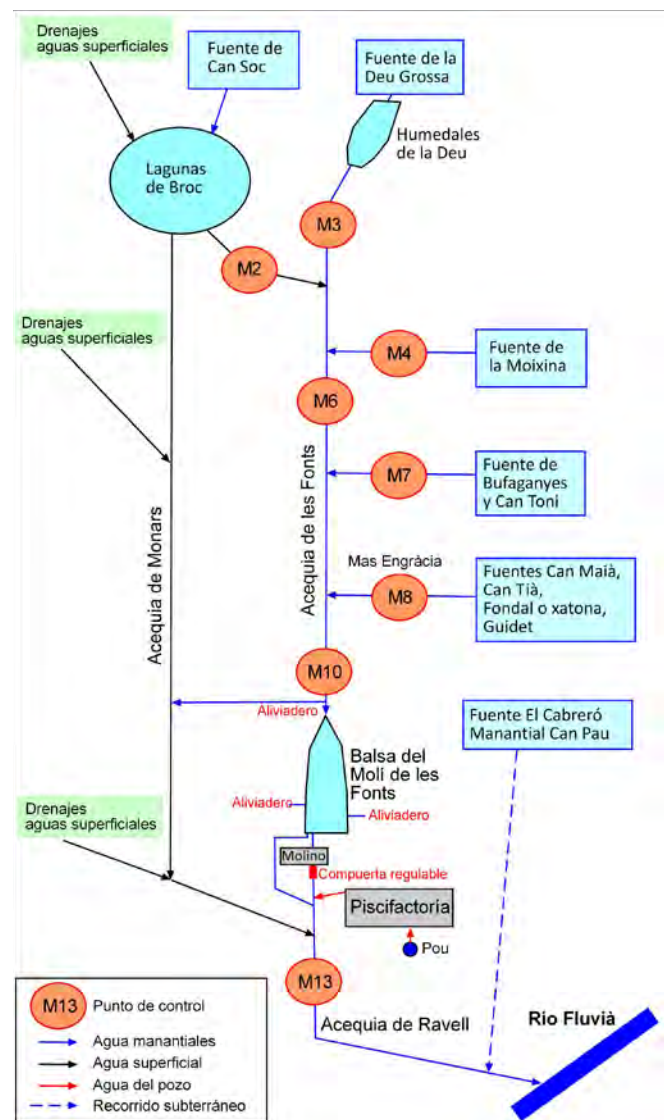 Drenajes
aguas superficiales
Fuente de
Can Soc
Fuente de la
Deu Grossa
Humedales
de la Deu
Lagunas
de Broc
M3
M2
Drenajes
aguas superficiales
M4
Fuente de
la Moixina
M6
Acequia de les Fonts
M7
Fuente de
Bufaganyes
y Can Toni
Acequia de Monars
Mas Engràcia
M8
Fuentes Can Maià,
Can Tià,
Fondal o xatona,
Guidet
M10
Aliviadero
Fuente El Cabreró
Manantial Can Pau
Balsa del
Molí de les
Fonts
Aliviadero
Aliviadero
Drenajes
aguas superficiales
Molino
Compuerta regulable
Piscifactoría
Pou
M13
Acequia de Ravell
Rio Fluvià
M13 Punto de control
Agua manantiales
Agua superficial
Agua del pozo
Recorrido subterráneo